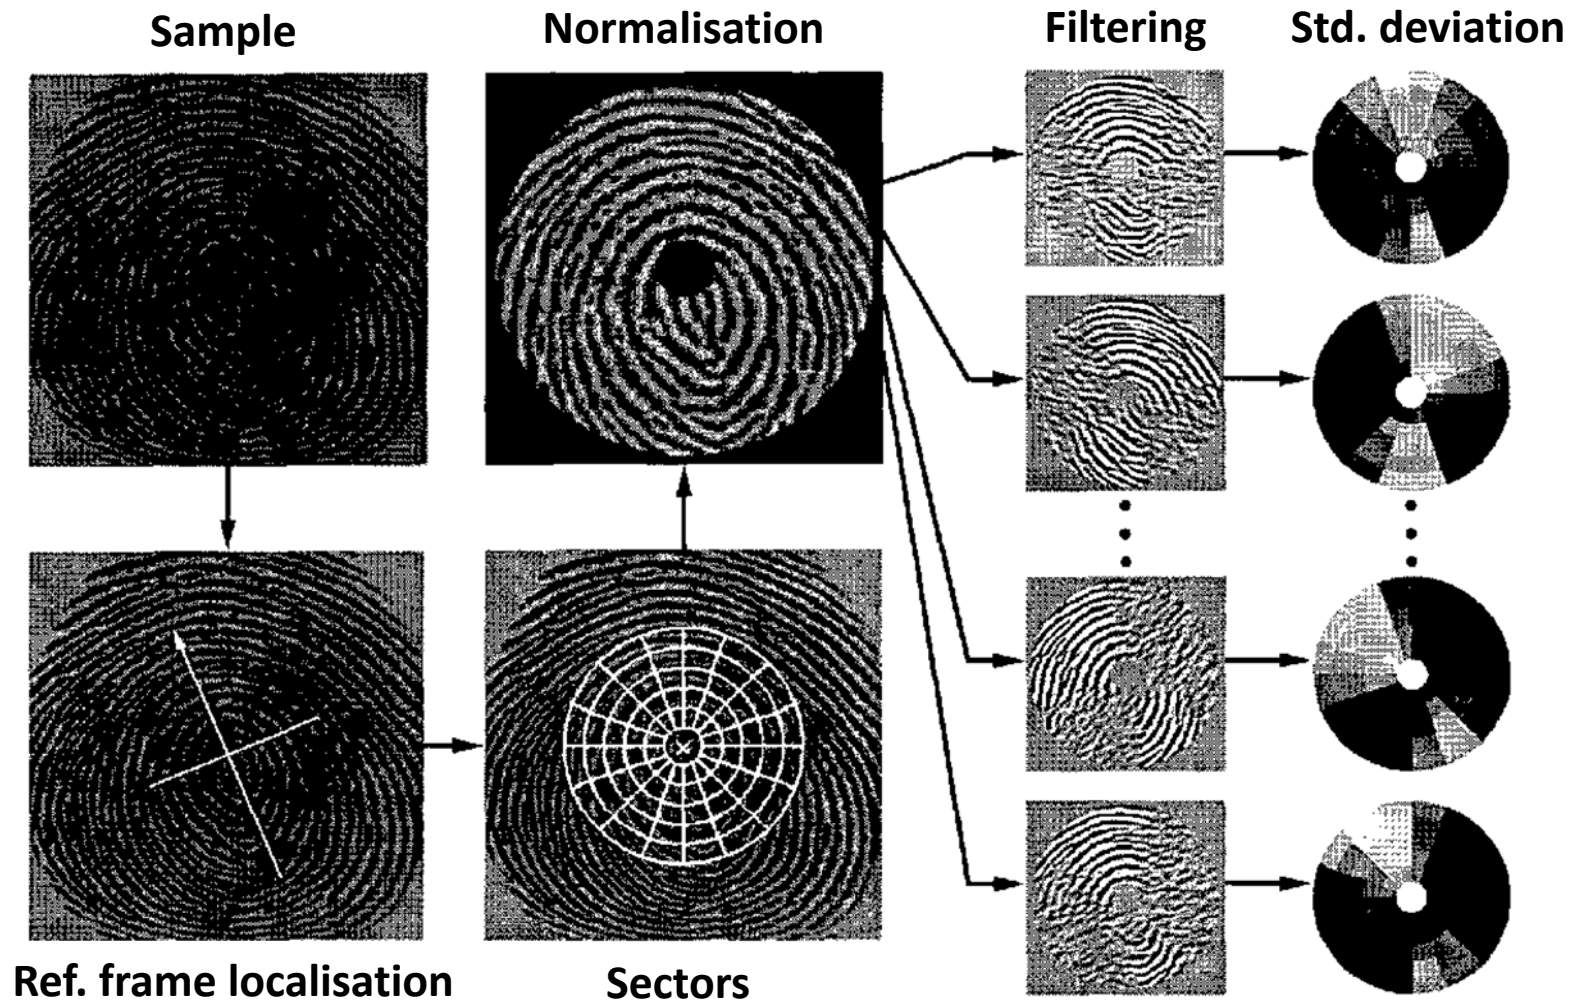 Sample
Normalisation
Filtering
Std. deviation
Ref. frame localisation
Sectors